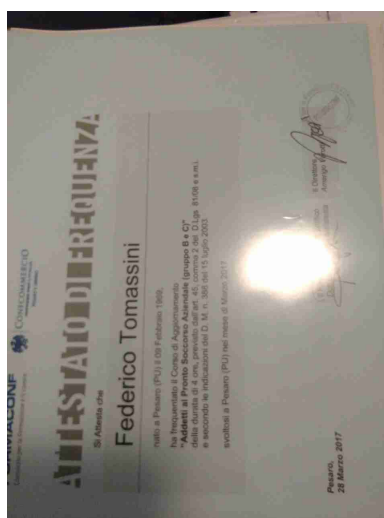 FORMACONF
CONFCOMMERCIO
ATTESTATO DI FREQUENZA
Si Attesta che
Federico Tomassini
nato a Pesaro (PU) il 09 Febbraio 1969,
ha frequentato il Corso di Aggiornamento
"Addetti al Pronto Soccorso Aziendale (gruppo B e C)"
della durata di 4 ore, previsto dall'art. 45, comma 2 del D.Lgs. 81/08 e s.m.i.
e secondo le indicazioni del D. M. n. 388 del 15 luglio 2003
svoltosi a Pesaro (PU) nel mese di Marzo 2017
Pesaro,
28 Marzo 2017
Il Direttore